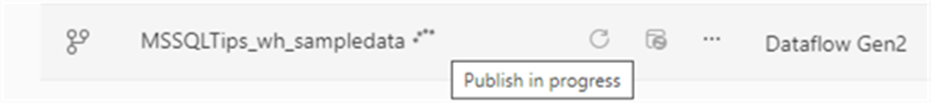 MSSQLTips_wh_sampledata
Dataflow Gen2
Publish in progress